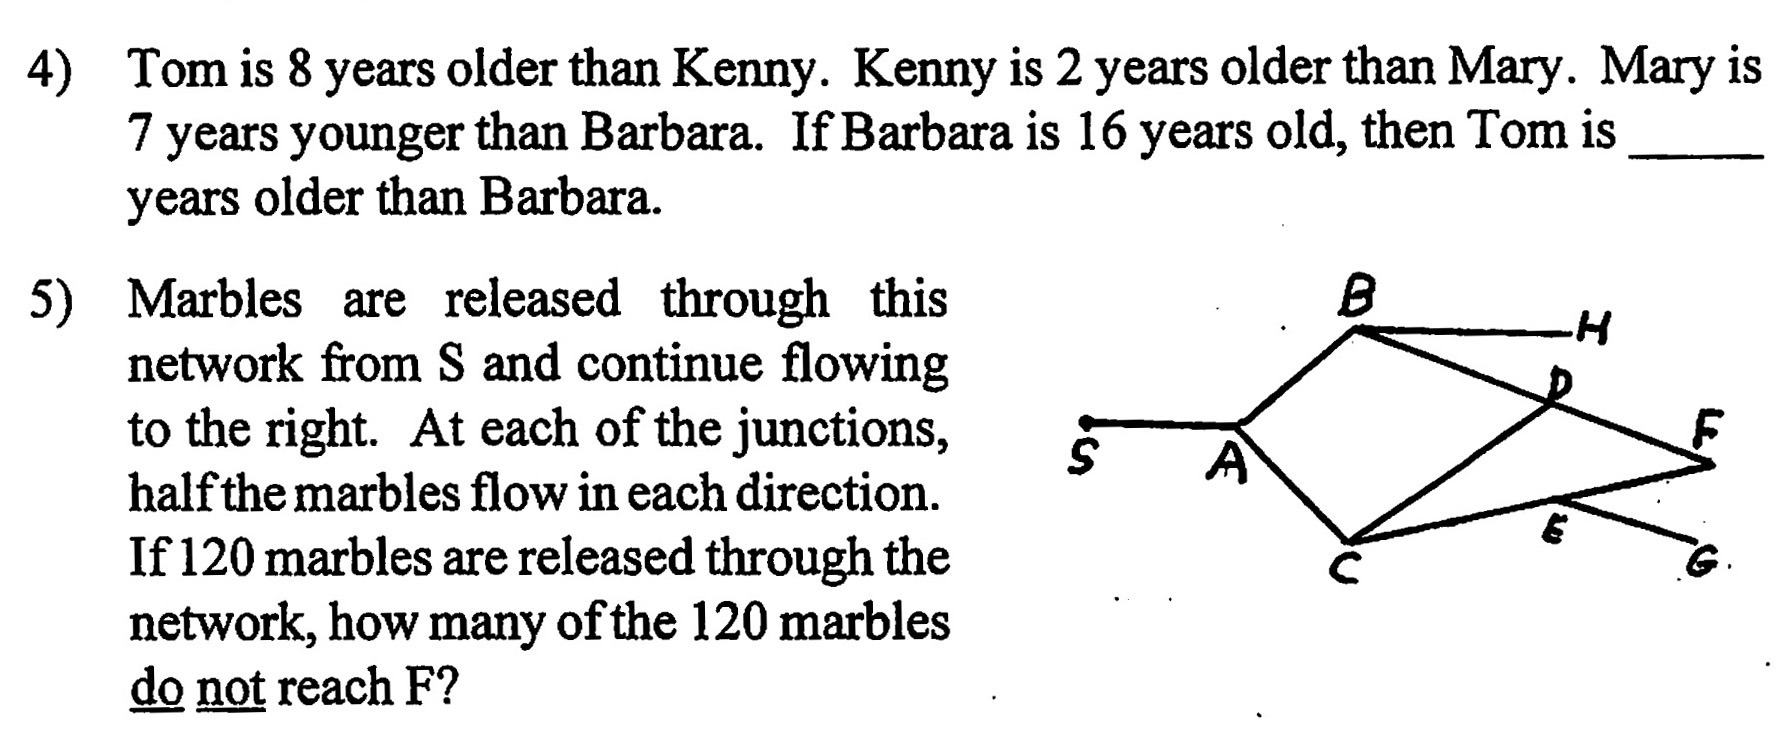 4) Tom is 8 years older than Kenny. Kenny is 2 years older than Mary. Mary is
7 years younger than Barbara. If Barbara is 16 years old, then Tom is _____
years older than Barbara.
5) Marbles are released through this
network from S and continue flowing
to the right. At each of the junctions,
half the marbles flow in each direction.
If 120 marbles are released through the
network, how many of the 120 marbles
do not reach F?
B
H
D
F
S
A
E
C
G